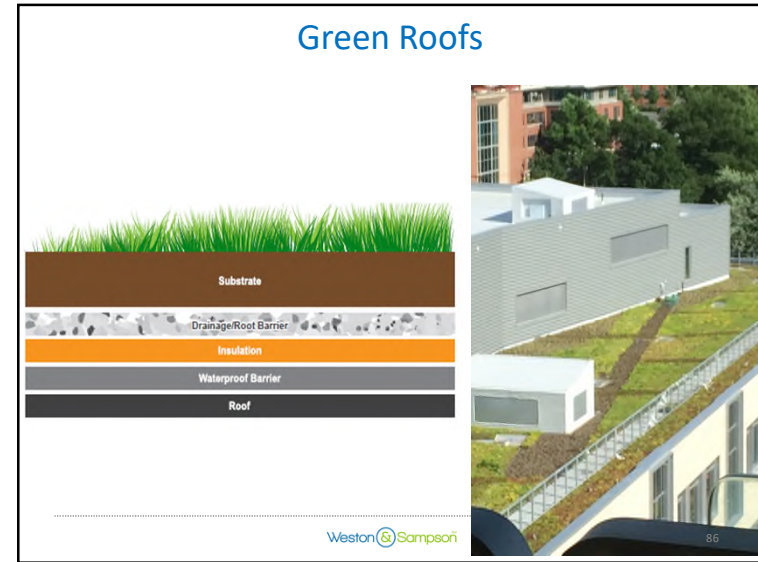 Green Roofs
Substrate
Drainage/Root Barrier
Insulation
Waterproof Barrier
Roof
Weston & Sampson
86